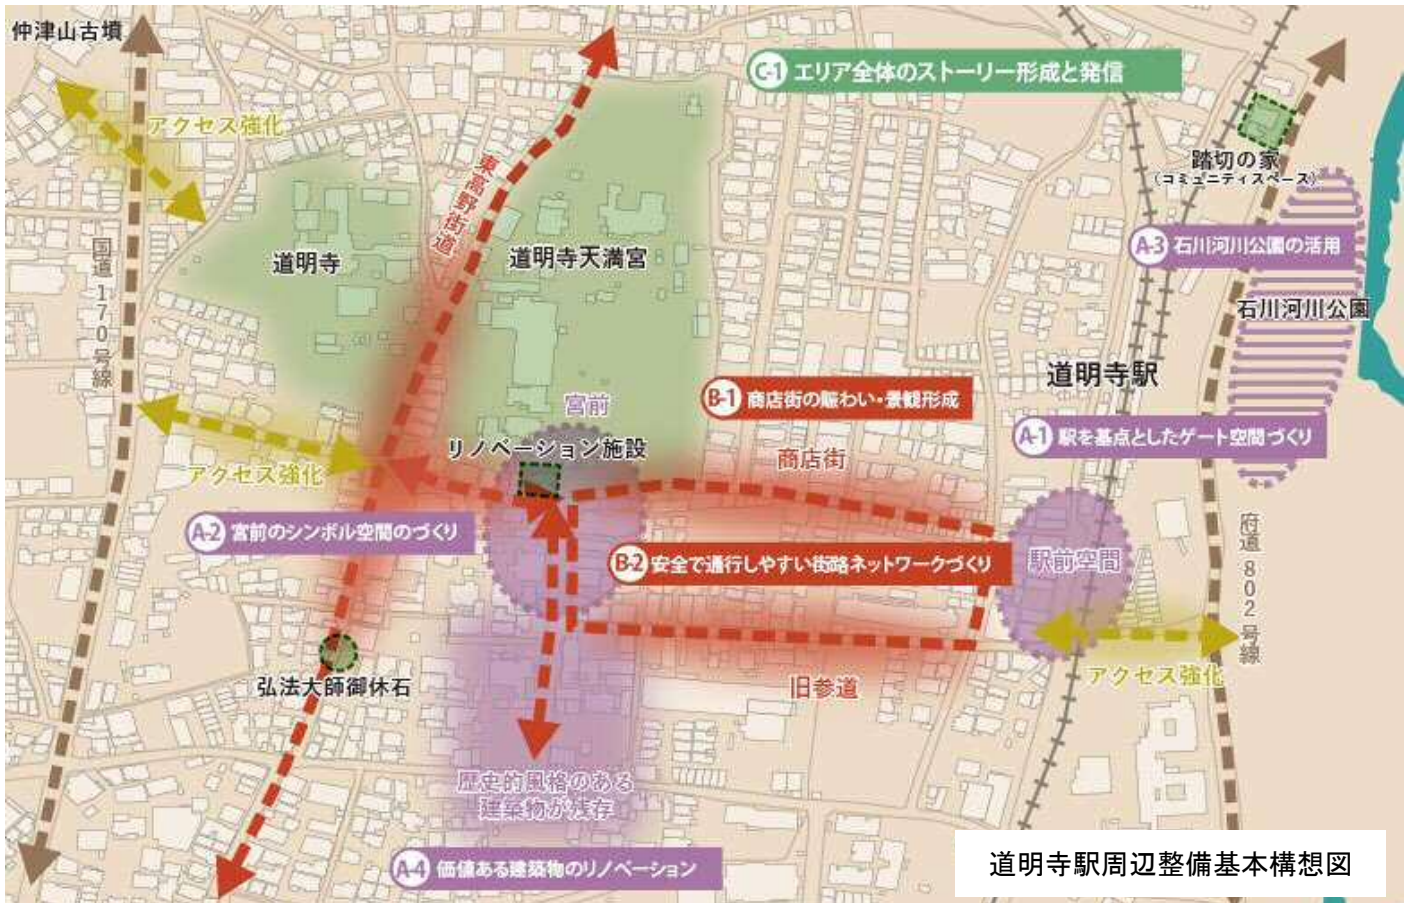 仲津山古墳
C-1 エリア全体のストーリー形成と発信
アクセス強化
東高野街道
踏切の家
(コミュニティスペース)
A-3 石川河川公園の活用
国道170号線
道明寺
道明寺天満宮
石川河川公園
道明寺駅
B-1 商店街の賑わい・景観形成
宮前
A-1 駅を基点としたゲート空間づくり
リノベーション施設
商店街
アクセス強化
A-2 宮前のシンボル空間のづくり
B-2 安全で通行しやすい街路ネットワークづくり
駅前空間
府道802号線
弘法大師御休石
旧参道
アクセス強化
歴史的風格のある
建築物が残存
A-4 価値ある建築物のリノベーション
道明寺駅周辺整備基本構想図